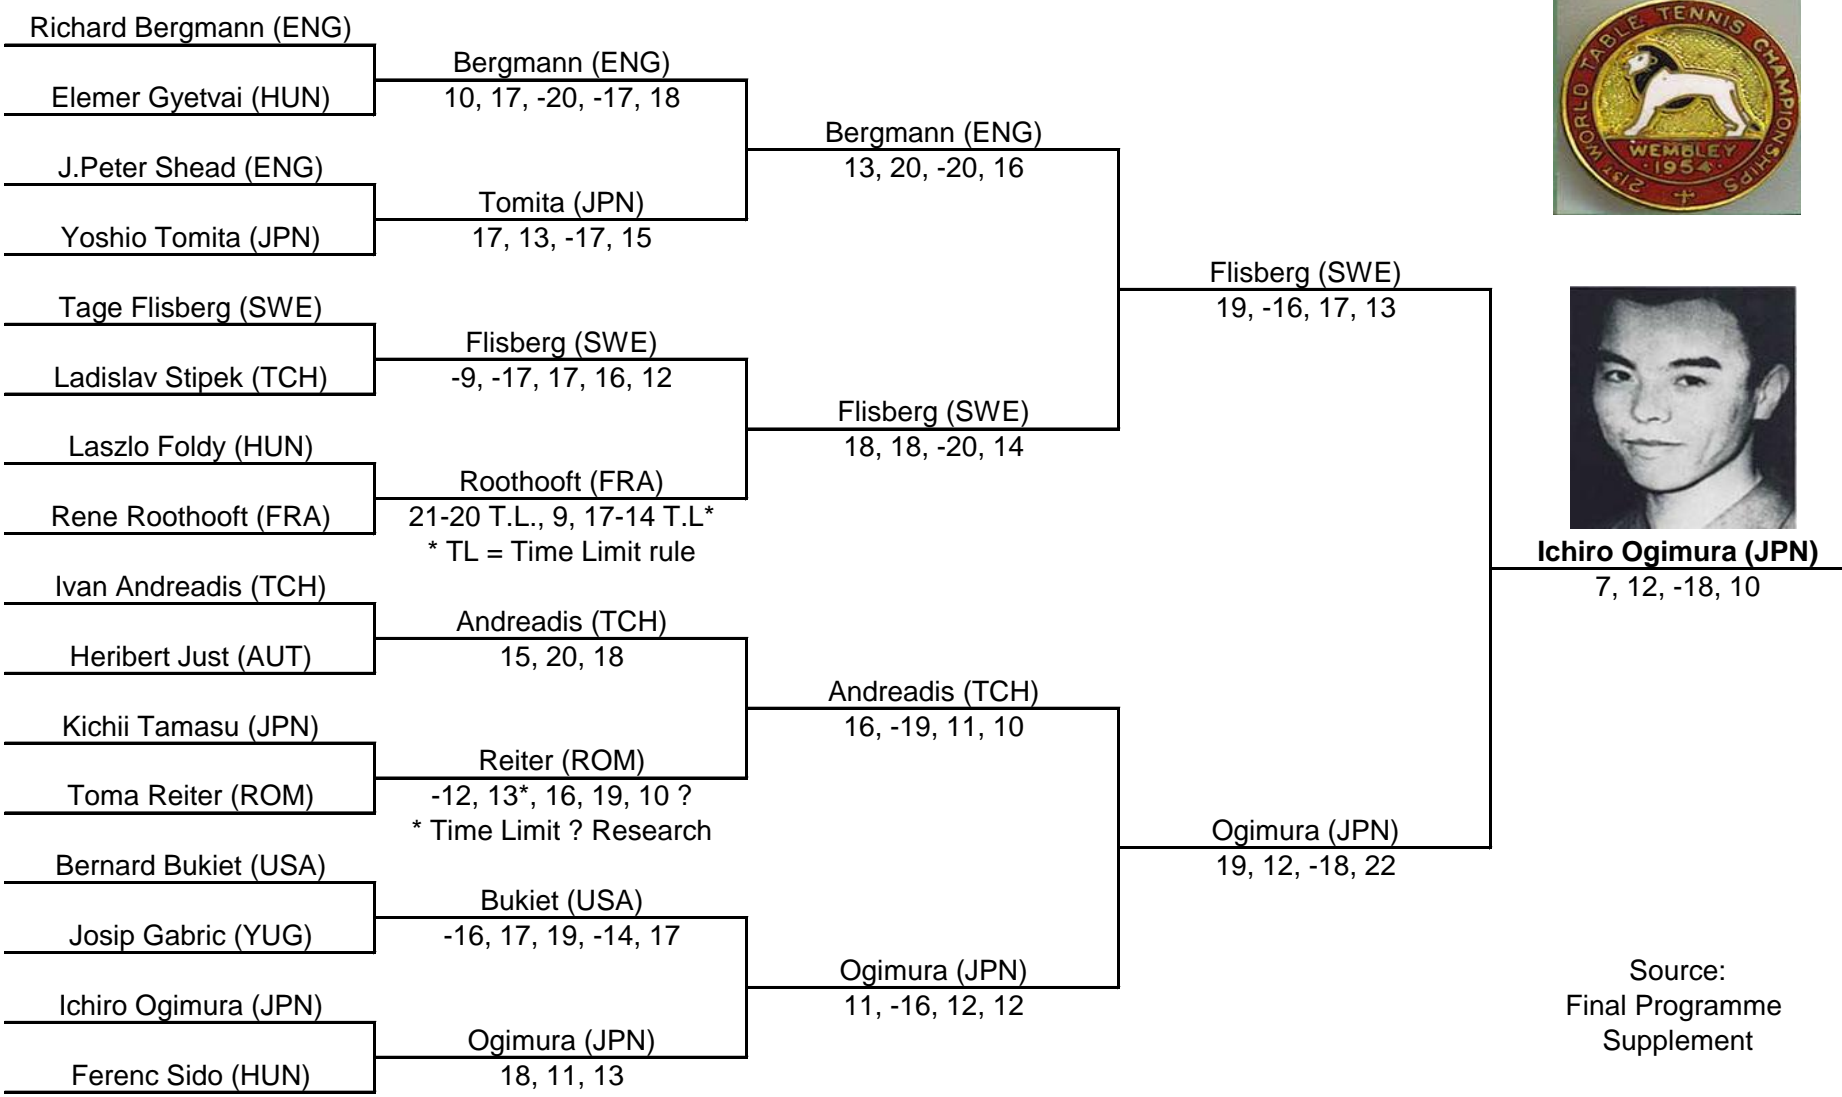 Richard Bergmann (ENG)
Elemer Gyetvai (HUN)
J.Peter Shead (ENG)
Yoshio Tomita (JPN)
Tage Flisberg (SWE)
Ladislav Stipek (TCH)
Laszlo Foldy (HUN)
Rene Roothooft (FRA)
Ivan Andreadis (TCH)
Heribert Just (AUT)
Kichii Tamasu (JPN)
Toma Reiter (ROM)
Bernard Bukiet (USA)
Josip Gabric (YUG)
Ichiro Ogimura (JPN)
Ferenc Sido (HUN)
Bergmann (ENG)
10, 17, -20, -17, 18
Tomita (JPN)
17, 13, -17, 15
Flisberg (SWE)
-9, -17, 17, 16, 12
Roothooft (FRA)
21-20 T.L., 9, 17-14 T.L*
* TL = Time Limit rule
Andreadis (TCH)
15, 20, 18
Reiter (ROM)
-12, 13*, 16, 19, 10 ?
* Time Limit ? Research
Bukiet (USA)
-16, 17, 19, -14, 17
Ogimura (JPN)
18, 11, 13
Bergmann (ENG)
13, 20, -20, 16
Flisberg (SWE)
18, 18, -20, 14
Andreadis (TCH)
16, -19, 11, 10
Ogimura (JPN)
11, -16, 12, 12
Flisberg (SWE)
19, -16, 17, 13
Ogimura (JPN)
19, 12, -18, 22
21ST WORLD TABLE TENNIS CHAMPIONSHIPS
WEMBLEY
·1954·
Ichiro Ogimura (JPN)
7, 12, -18, 10
Source:
Final Programme
Supplement